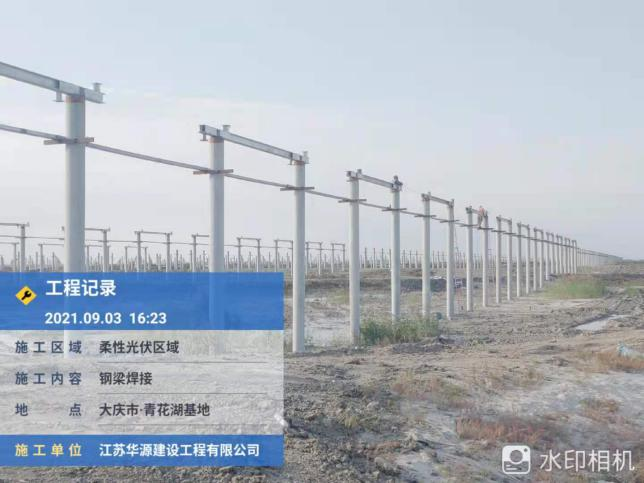 工程记录
2021.09.03 16:23
施工区域 柔性光伏区域
施工内容 钢梁焊接
地 点 大庆市·青花湖基地
施工单位 江苏华源建设工程有限公司
水印相机